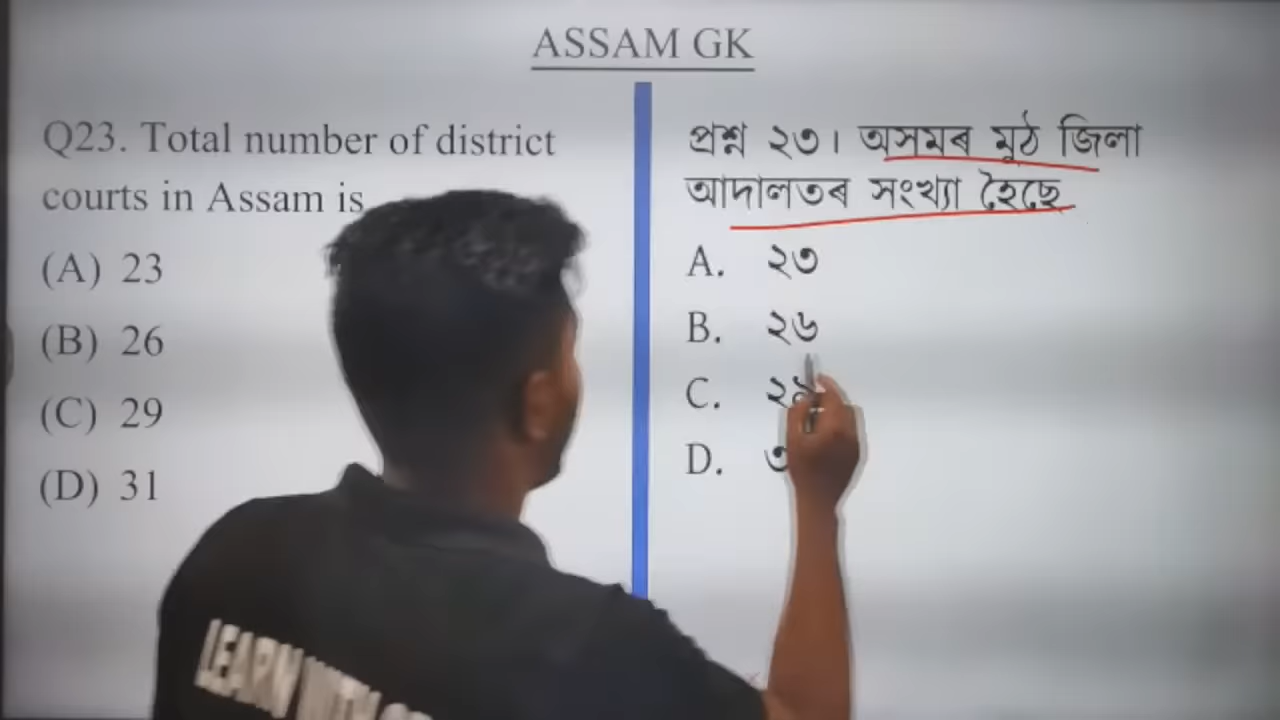 ASSAM GK
Q23. Total number of district
courts in Assam is
(A) 23
(B) 26
(C) 29
(D) 31
প্ৰশ্ন ২৩। অসমৰ মুঠ জিলা
আদালতৰ সংখ্যা হৈছে
A. ২৩
B. ২৬
C.
D.
LEARN